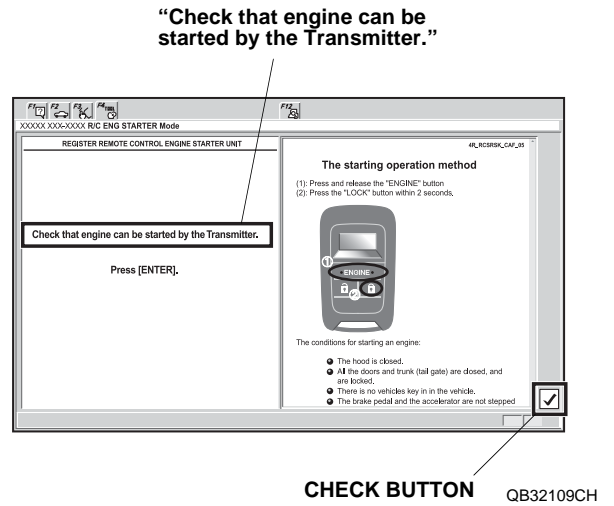 “Check that engine can be
started by the Transmitter.”
F1 F2 F3 F4 TOOL F12
XXXXX XXX-XXXX R/C ENG STARTER Mode
REGISTER REMOTE CONTROL ENGINE STARTER UNIT
Check that engine can be started by the Transmitter.
Press [ENTER].
4R_RCSRSK_CAF_05
The starting operation method
(1): Press and release the "ENGINE" button
(2): Press the "LOCK" button within 2 seconds.
1
ENGINE
2
The conditions for starting an engine:
The hood is closed.
All the doors and trunk (tail gate) are closed, and
are locked.
There is no vehicles key in in the vehicle.
The brake pedal and the accelerator are not stepped
CHECK BUTTON
QB32109CH